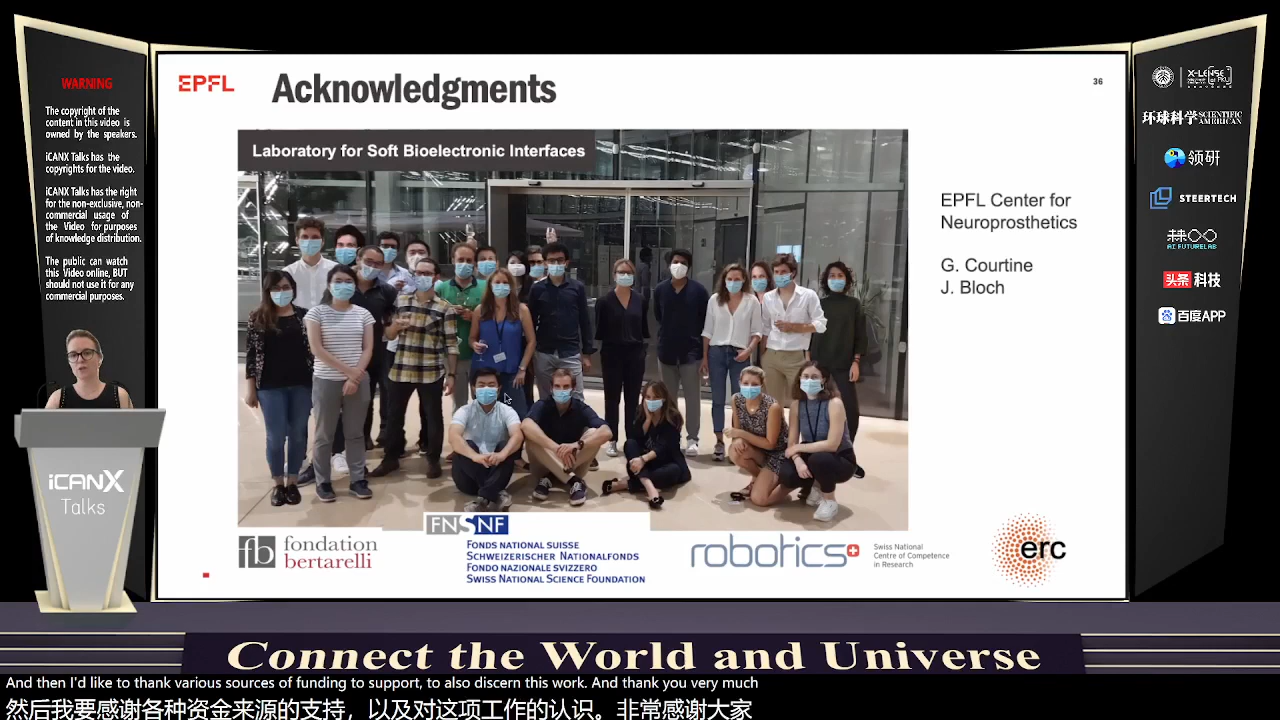 WARNING
The copyright of the
content in this video is
owned by the speakers.
iCANX Talks has the
copyrights for the video.
iCANX Talks has the right
for the non-exclusive, non-
commercial usage of
the Video for purposes
of knowledge distribution.
The public can watch
this Video online, BUT
should not use it for any
commercial purposes.
iCANX
Talks
EPFL
Acknowledgments
36
Laboratory for Soft Bioelectronic Interfaces
EPFL Center for
Neuroprosthetics
G. Courtine
J. Bloch
fb
fondation
bertarelli
FNSNF
FONDS NATIONAL SUISSE
SCHWEIZERISCHER NATIONALFONDS
FONDO NAZIONALE SVIZZERO
SWISS NATIONAL SCIENCE FOUNDATION
robotics
Swiss National
Centre of Competence
in Research
erc
环球科学 SCIENTIFIC
AMERICAN
领研
STEERTECH
AI FUTURELAB
头条 科技
百度APP
Connect the World and Universe
And then I'd like to thank various sources of funding to support, to also discern this work. And thank you very much
然后我要感谢各种资金来源的支持，以及对这项工作的认识。非常感谢大家